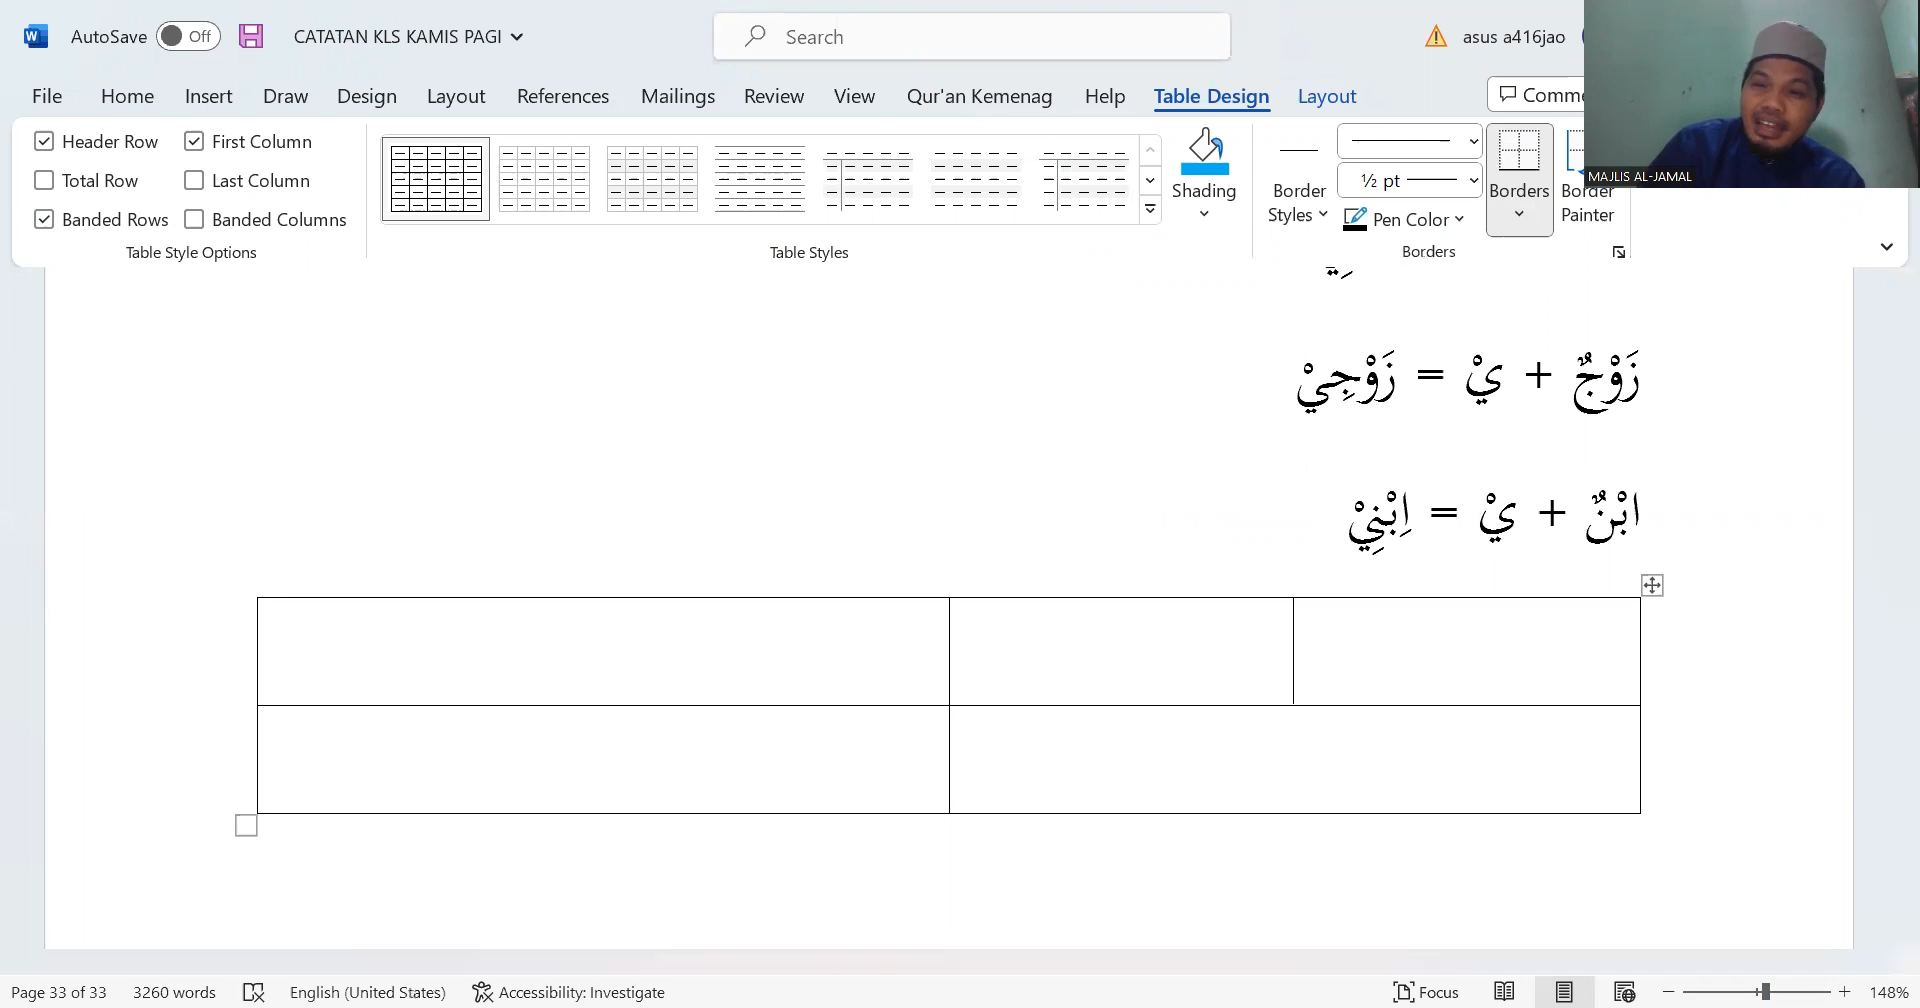 AutoSave Off CATATAN KLS KAMIS PAGI Search asus a416jao
File Home Insert Draw Design Layout References Mailings Review View Qur'an Kemenag Help Table Design Layout
MAJLIS AL-JAMAL
Header Row First Column
Total Row Last Column
Banded Rows Banded Columns
Table Style Options
Table Styles
Shading
Border Styles
½ pt
Pen Color
Borders
Border Painter
Borders
زَوْجٌ + يْ = زَوْجِيْ
ابْنٌ + يْ = اِبْنِيْ
Page 33 of 33 3260 words English (United States) Accessibility: Investigate Focus 148%